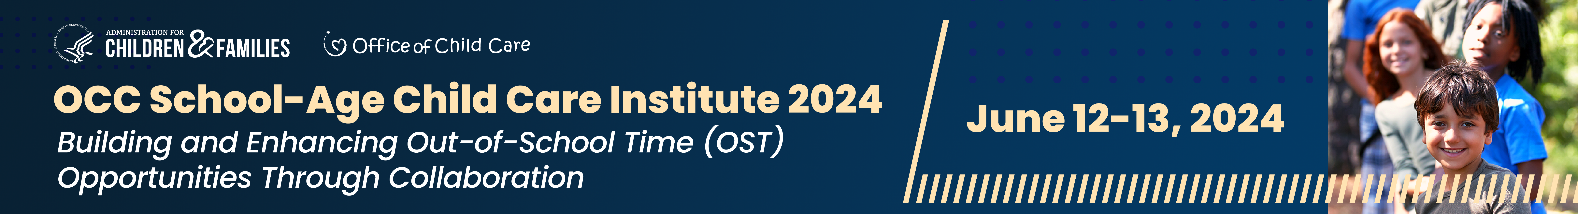 ADMINISTRATION FOR
CHILDREN & FAMILIES
Office of Child Care
OCC School-Age Child Care Institute 2024
Building and Enhancing Out-of-School Time (OST)
Opportunities Through Collaboration
June 12-13, 2024